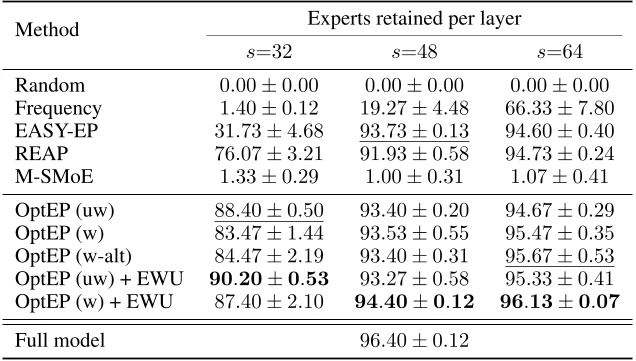 Method Experts retained per layer
s=32 s=48 s=64
Random 0.00 ± 0.00 0.00 ± 0.00 0.00 ± 0.00
Frequency 1.40 ± 0.12 19.27 ± 4.48 66.33 ± 7.80
EASY-EP 31.73 ± 4.68 93.73 ± 0.13 94.60 ± 0.40
REAP 76.07 ± 3.21 91.93 ± 0.58 94.73 ± 0.24
M-SMoE 1.33 ± 0.29 1.00 ± 0.31 1.07 ± 0.41
OptEP (uw) 88.40 ± 0.50 93.40 ± 0.20 94.67 ± 0.29
OptEP (w) 83.47 ± 1.44 93.53 ± 0.55 95.47 ± 0.35
OptEP (w-alt) 84.47 ± 2.19 93.40 ± 0.31 95.67 ± 0.53
OptEP (uw) + EWU 90.20 ± 0.53 93.27 ± 0.58 95.33 ± 0.41
OptEP (w) + EWU 87.40 ± 2.10 94.40 ± 0.12 96.13 ± 0.07
Full model 96.40 ± 0.12